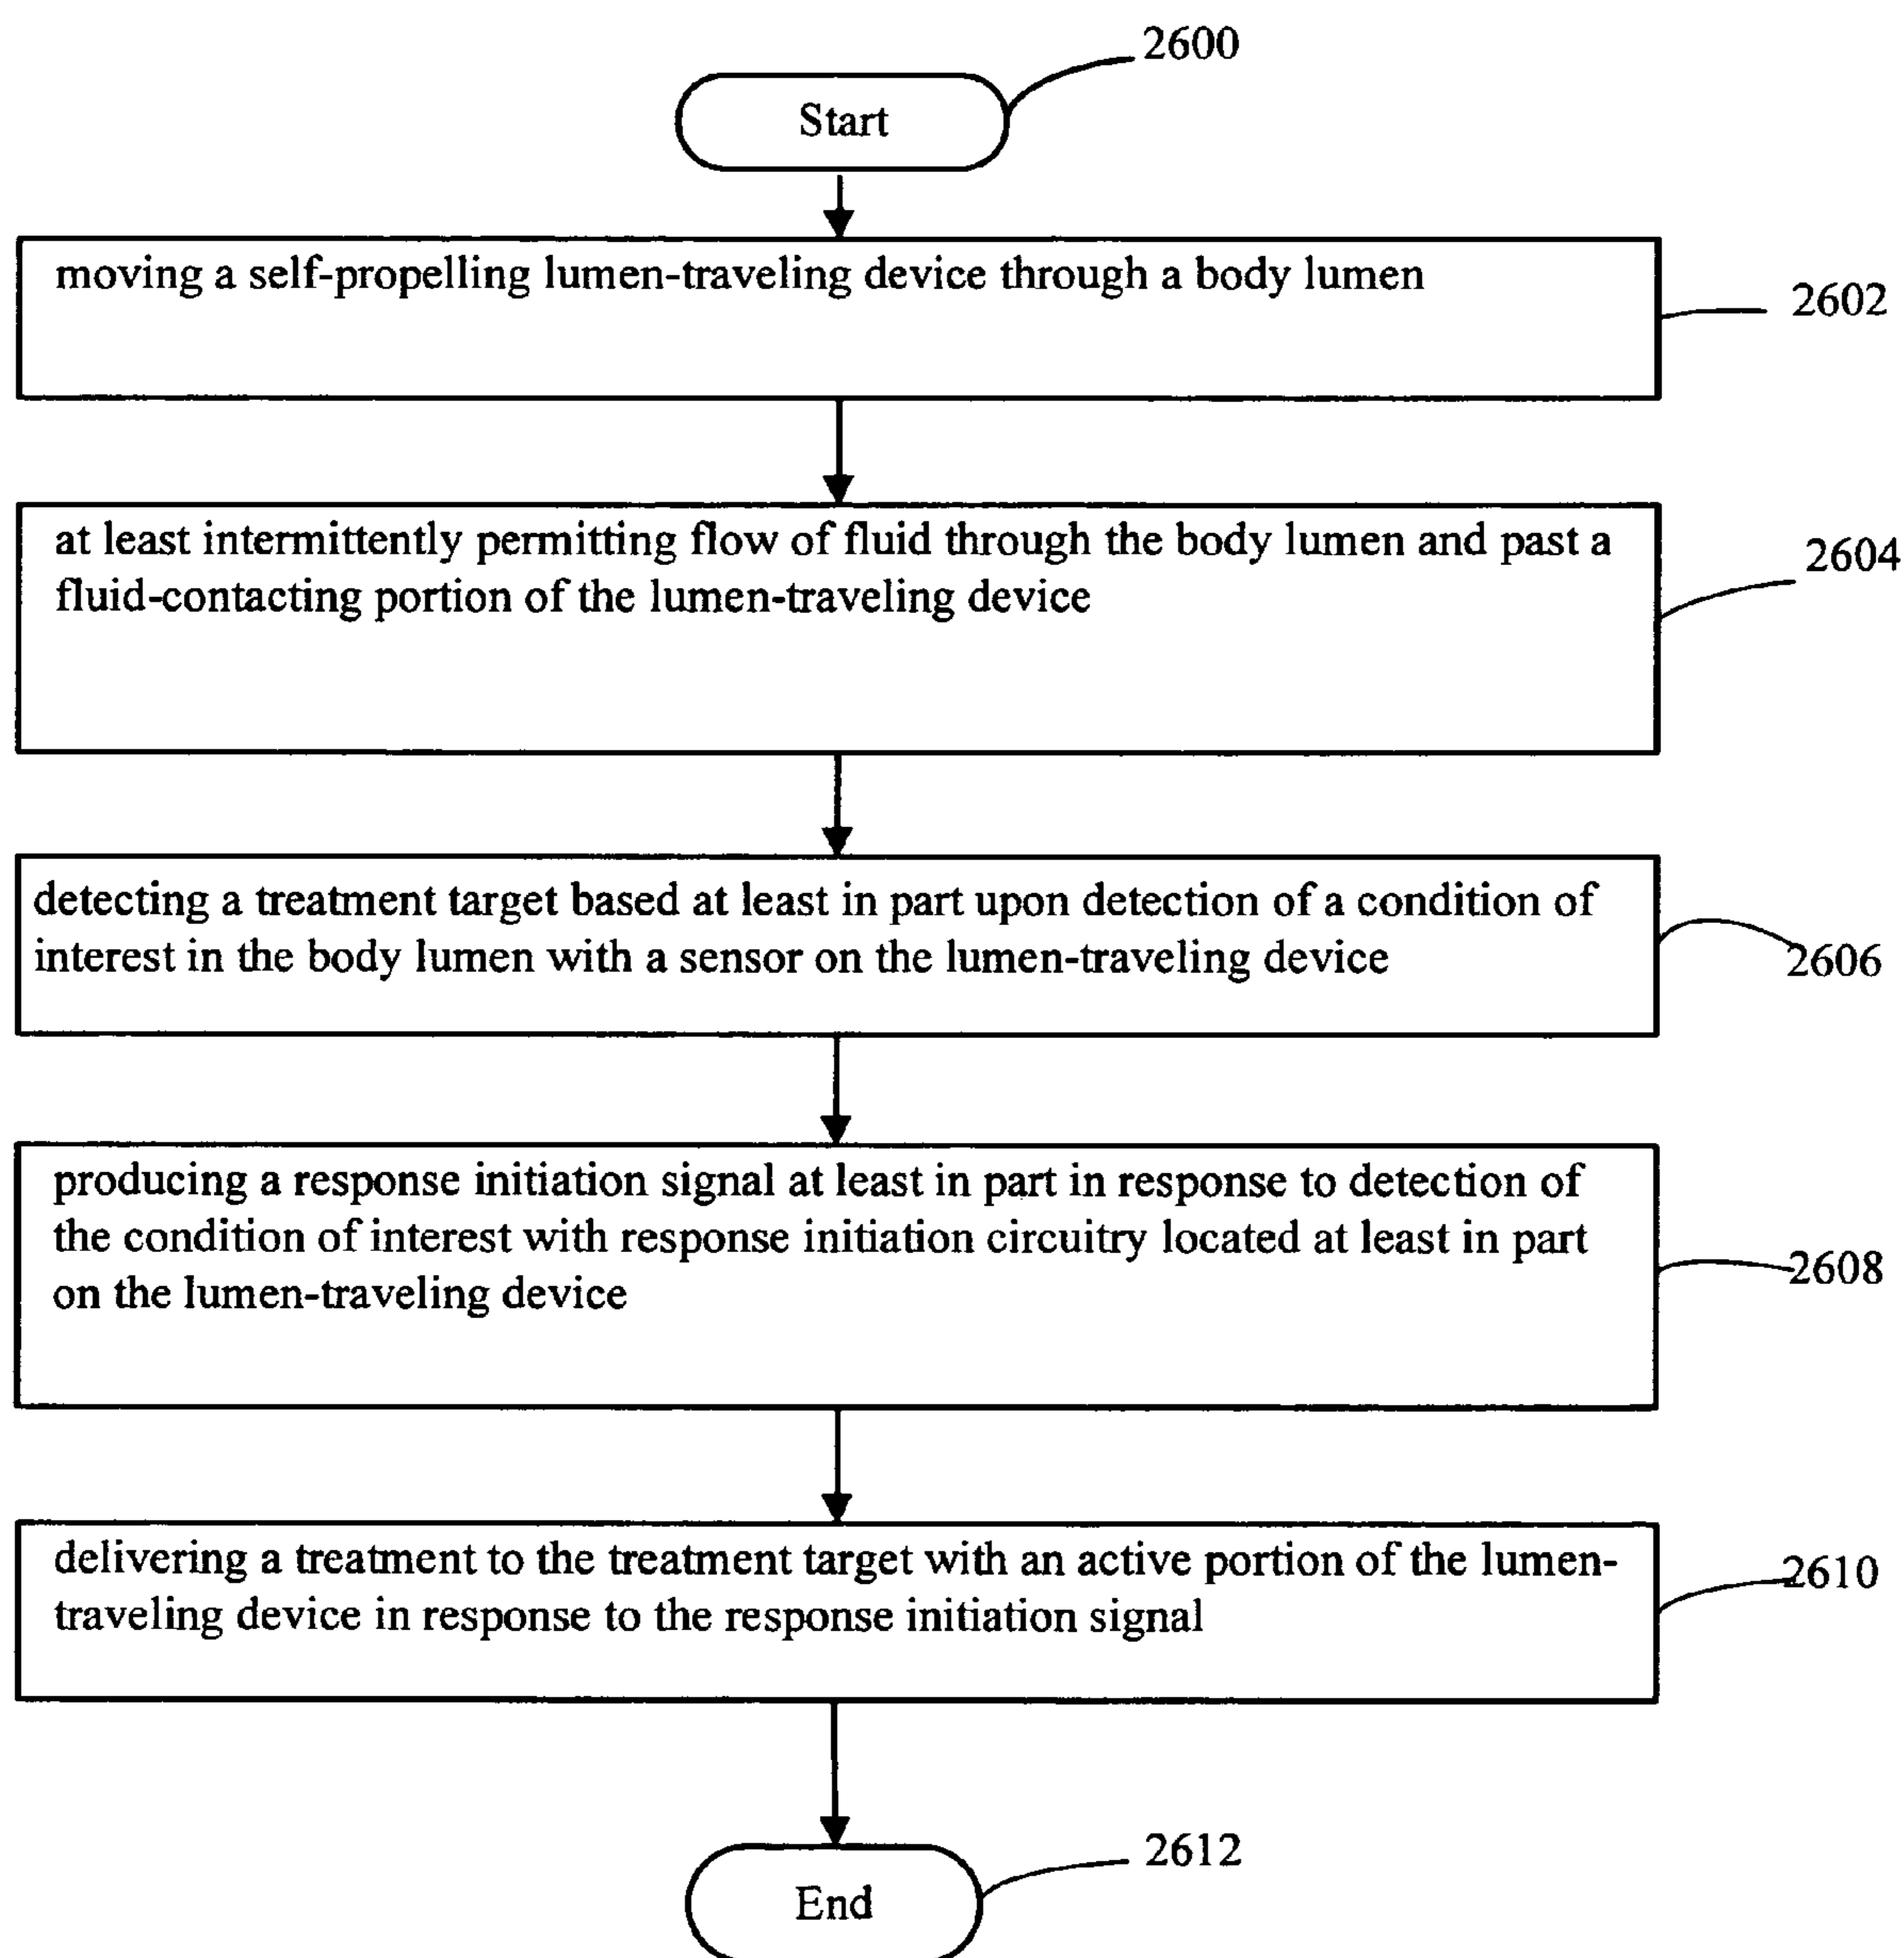 2600
Start
moving a self-propelling lumen-traveling device through a body lumen
2602
at least intermittently permitting flow of fluid through the body lumen and past a
fluid-contacting portion of the lumen-traveling device
2604
detecting a treatment target based at least in part upon detection of a condition of
interest in the body lumen with a sensor on the lumen-traveling device
2606
producing a response initiation signal at least in part in response to detection of
the condition of interest with response initiation circuitry located at least in part
on the lumen-traveling device
2608
delivering a treatment to the treatment target with an active portion of the lumen-
traveling device in response to the response initiation signal
2610
2612
End